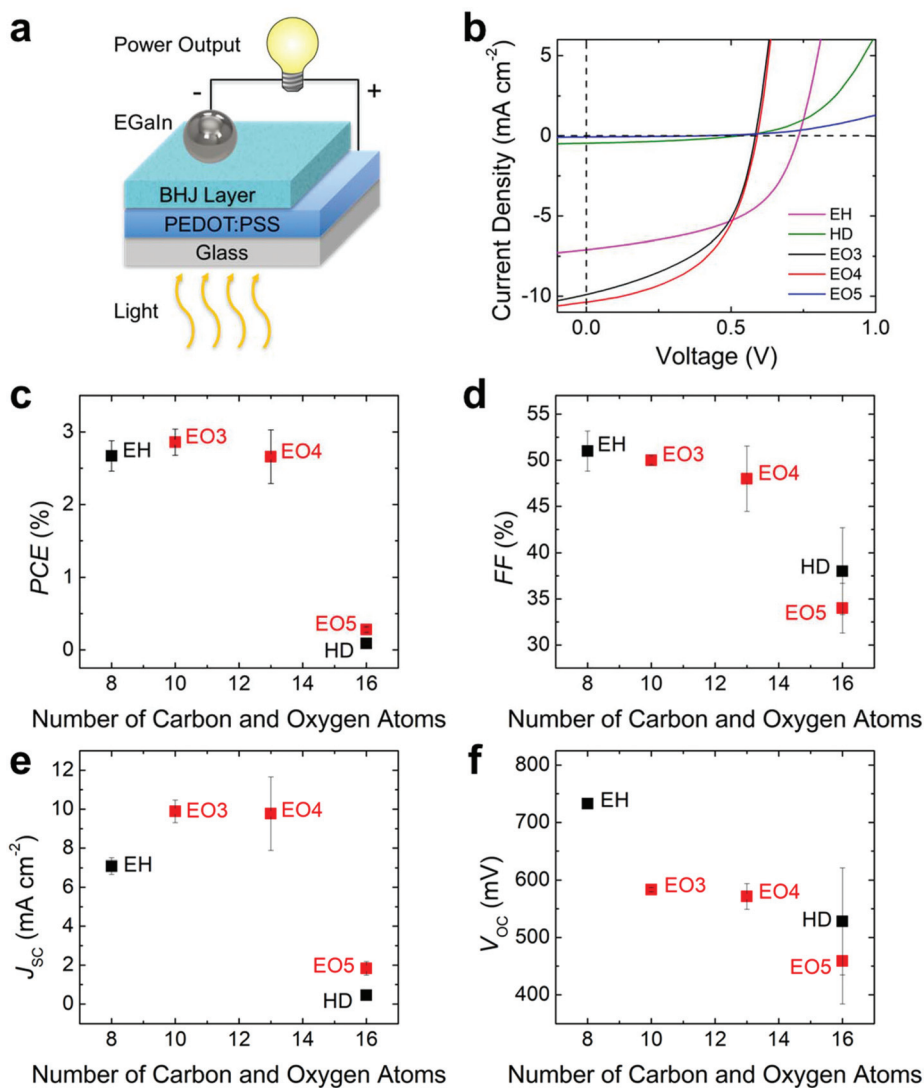 a
Power Output
-
+
EGaIn
BHJ Layer
PEDOT:PSS
Glass
Light
b
Current Density (mA cm⁻²)
5
0
-5
-10
EH
HD
EO3
EO4
EO5
0.0
0.5
1.0
Voltage (V)
c
PCE (%)
3
2
1
0
EH
EO3
EO4
EO5
HD
8
10
12
14
16
Number of Carbon and Oxygen Atoms
d
FF (%)
55
50
45
40
35
30
EH
EO3
EO4
HD
EO5
8
10
12
14
16
Number of Carbon and Oxygen Atoms
e
J_SC (mA cm⁻²)
12
10
8
6
4
2
0
EH
EO3
EO4
EO5
HD
8
10
12
14
16
Number of Carbon and Oxygen Atoms
f
V_OC (mV)
800
700
600
500
400
EH
EO3
EO4
HD
EO5
8
10
12
14
16
Number of Carbon and Oxygen Atoms